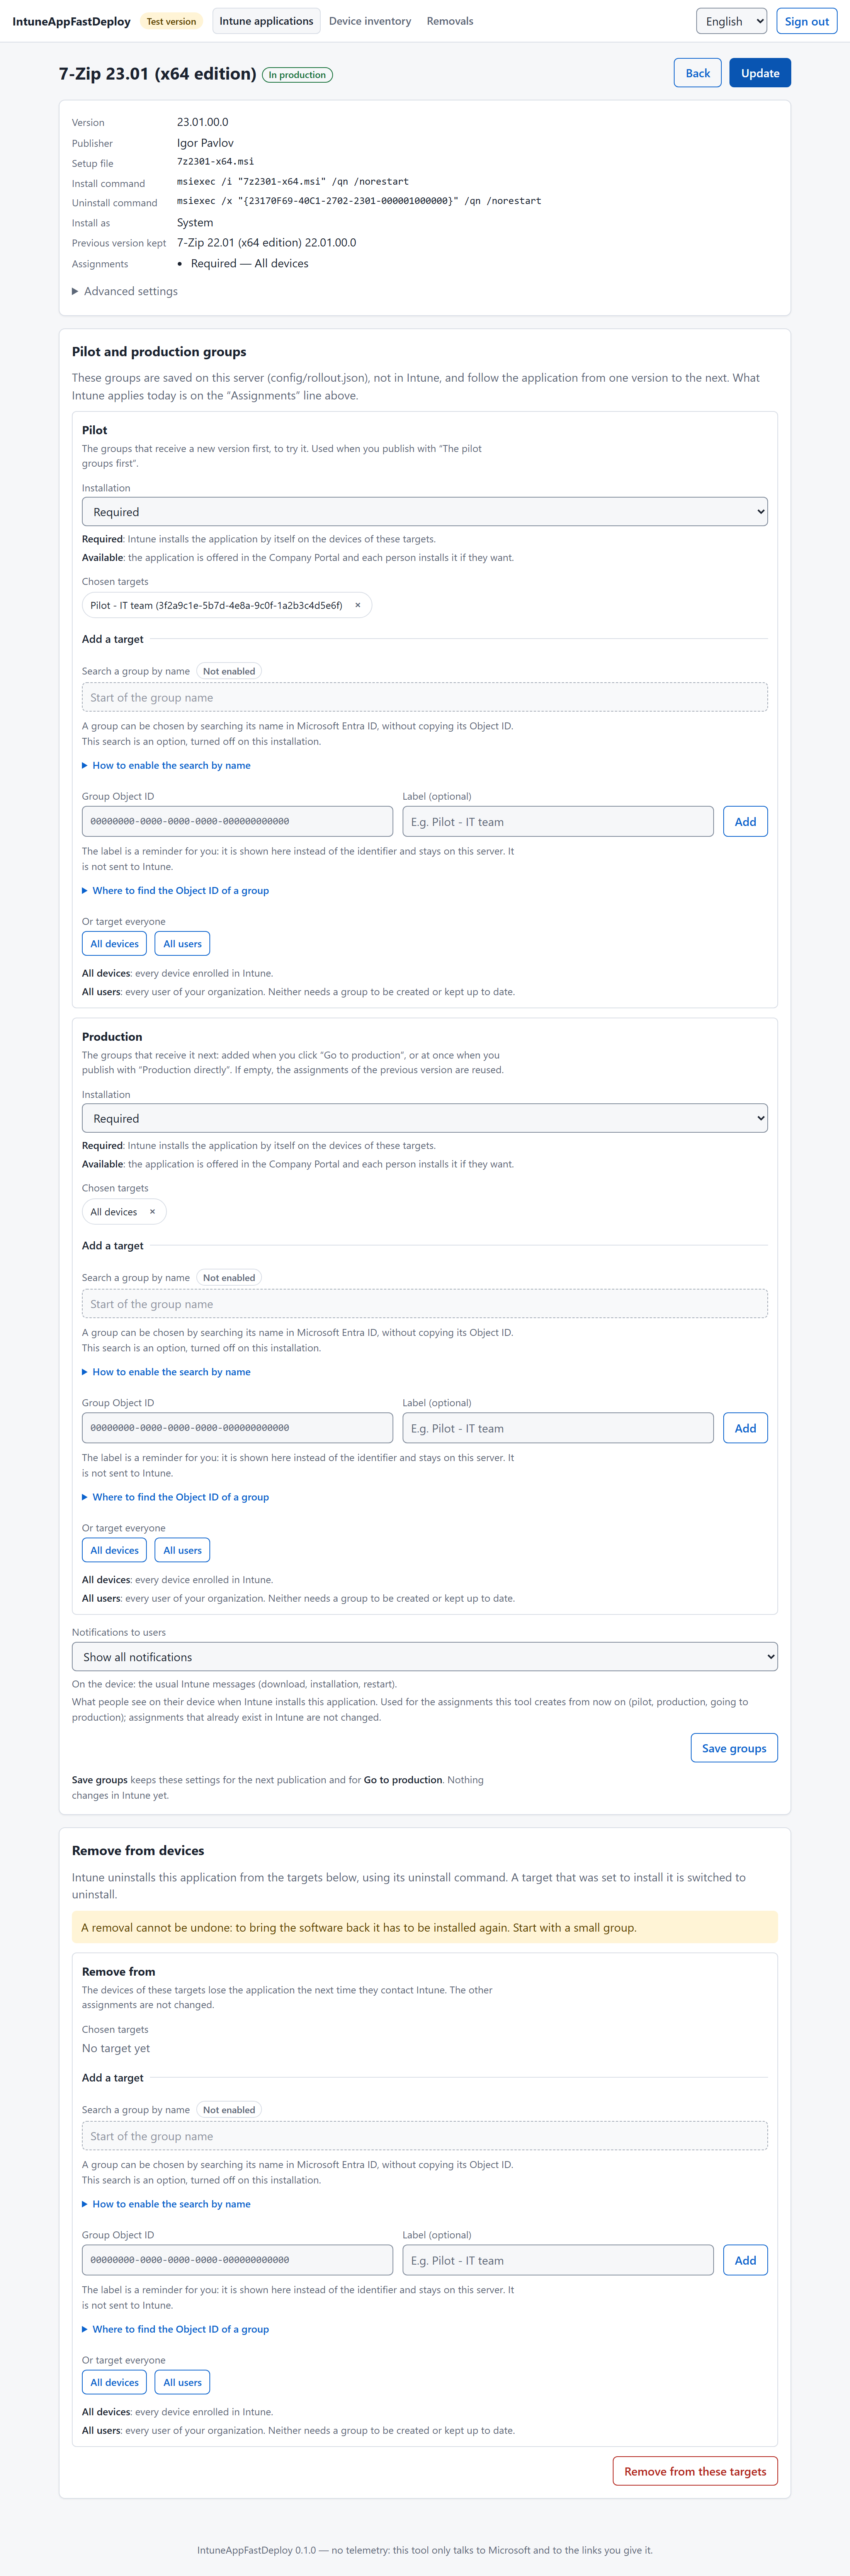 IntuneAppFastDeploy Test version Intune applications Device inventory Removals English Sign out
7-Zip 23.01 (x64 edition) In production Back Update
Version 23.01.00.0
Publisher Igor Pavlov
Setup file 7z2301-x64.msi
Install command msiexec /i "7z2301-x64.msi" /qn /norestart
Uninstall command msiexec /x "{23170F69-40C1-2702-2301-000001000000}" /qn /norestart
Install as System
Previous version kept 7-Zip 22.01 (x64 edition) 22.01.00.0
Assignments • Required — All devices
▶ Advanced settings
Pilot and production groups
These groups are saved on this server (config/rollout.json), not in Intune, and follow the application from one version to the next. What
Intune applies today is on the "Assignments" line above.
Pilot
The groups that receive a new version first, to try it. Used when you publish with "The pilot
groups first".
Installation
Required
Required: Intune installs the application by itself on the devices of these targets.
Available: the application is offered in the Company Portal and each person installs it if they want.
Chosen targets
Pilot - IT team (3f2a9c1e-5b7d-4e8a-9c0f-1a2b3c4d5e6f) ×
Add a target
Search a group by name Not enabled
Start of the group name
A group can be chosen by searching its name in Microsoft Entra ID, without copying its Object ID.
This search is an option, turned off on this installation.
▶ How to enable the search by name
Group Object ID Label (optional)
00000000-0000-0000-0000-000000000000 E.g. Pilot - IT team Add
The label is a reminder for you: it is shown here instead of the identifier and stays on this server. It
is not sent to Intune.
▶ Where to find the Object ID of a group
Or target everyone
All devices All users
All devices: every device enrolled in Intune.
All users: every user of your organization. Neither needs a group to be created or kept up to date.
Production
The groups that receive it next: added when you click "Go to production", or at once when you
publish with "Production directly". If empty, the assignments of the previous version are reused.
Installation
Required
Required: Intune installs the application by itself on the devices of these targets.
Available: the application is offered in the Company Portal and each person installs it if they want.
Chosen targets
All devices ×
Add a target
Search a group by name Not enabled
Start of the group name
A group can be chosen by searching its name in Microsoft Entra ID, without copying its Object ID.
This search is an option, turned off on this installation.
▶ How to enable the search by name
Group Object ID Label (optional)
00000000-0000-0000-0000-000000000000 E.g. Pilot - IT team Add
The label is a reminder for you: it is shown here instead of the identifier and stays on this server. It
is not sent to Intune.
▶ Where to find the Object ID of a group
Or target everyone
All devices All users
All devices: every device enrolled in Intune.
All users: every user of your organization. Neither needs a group to be created or kept up to date.
Notifications to users
Show all notifications
On the device: the usual Intune messages (download, installation, restart).
What people see on their device when Intune installs this application. Used for the assignments this tool creates from now on (pilot, production, going to
production); assignments that already exist in Intune are not changed.
Save groups
Save groups keeps these settings for the next publication and for Go to production. Nothing
changes in Intune yet.
Remove from devices
Intune uninstalls this application from the targets below, using its uninstall command. A target that was set to install it is switched to
uninstall.
A removal cannot be undone: to bring the software back it has to be installed again. Start with a small group.
Remove from
The devices of these targets lose the application the next time they contact Intune. The other
assignments are not changed.
Chosen targets
No target yet
Add a target
Search a group by name Not enabled
Start of the group name
A group can be chosen by searching its name in Microsoft Entra ID, without copying its Object ID.
This search is an option, turned off on this installation.
▶ How to enable the search by name
Group Object ID Label (optional)
00000000-0000-0000-0000-000000000000 E.g. Pilot - IT team Add
The label is a reminder for you: it is shown here instead of the identifier and stays on this server. It
is not sent to Intune.
▶ Where to find the Object ID of a group
Or target everyone
All devices All users
All devices: every device enrolled in Intune.
All users: every user of your organization. Neither needs a group to be created or kept up to date.
Remove from these targets
IntuneAppFastDeploy 0.1.0 — no telemetry: this tool only talks to Microsoft and to the links you give it.